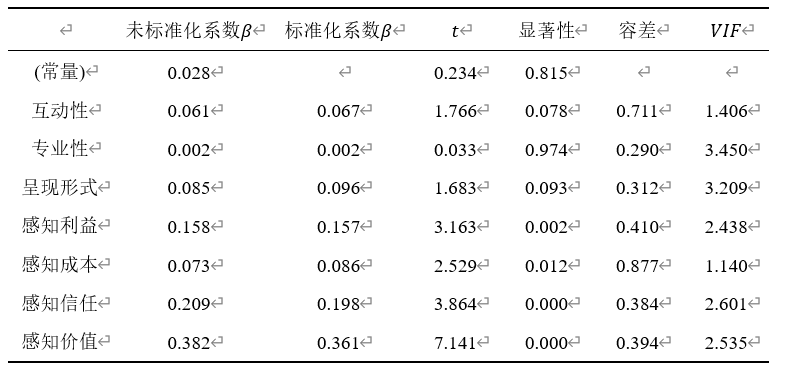 未标准化系数β 标准化系数β t 显著性 容差 VIF
(常量) 0.028 0.234 0.815
互动性 0.061 0.067 1.766 0.078 0.711 1.406
专业性 0.002 0.002 0.033 0.974 0.290 3.450
呈现形式 0.085 0.096 1.683 0.093 0.312 3.209
感知利益 0.158 0.157 3.163 0.002 0.410 2.438
感知成本 0.073 0.086 2.529 0.012 0.877 1.140
感知信任 0.209 0.198 3.864 0.000 0.384 2.601
感知价值 0.382 0.361 7.141 0.000 0.394 2.535